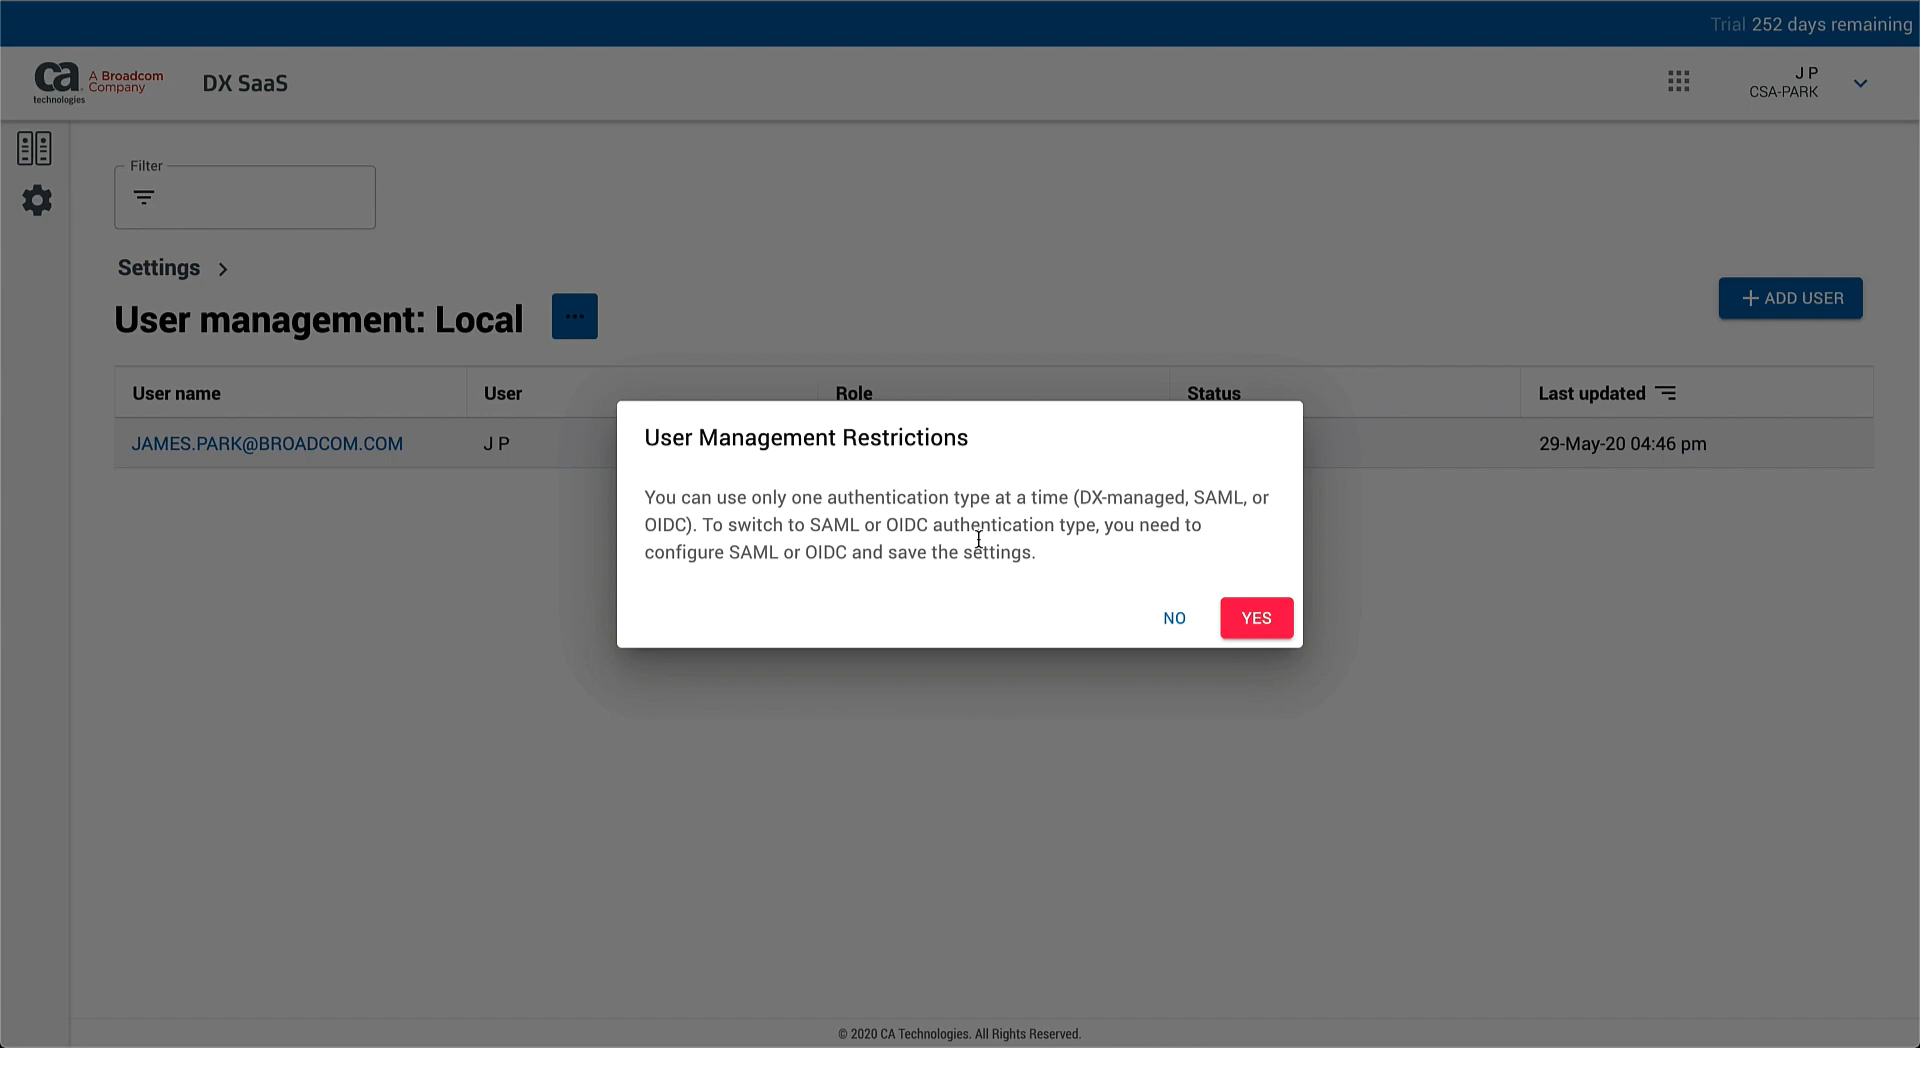 Trial 252 days remaining
ca technologies A Broadcom Company
DX SaaS
J P
CSA-PARK
Filter
Settings
User management: Local
...
+ ADD USER
User name User Role Status Last updated
JAMES.PARK@BROADCOM.COM J P 29-May-20 04:46 pm
User Management Restrictions
You can use only one authentication type at a time (DX-managed, SAML, or
OIDC). To switch to SAML or OIDC authentication type, you need to
configure SAML or OIDC and save the settings.
NO YES
© 2020 CA Technologies. All Rights Reserved.